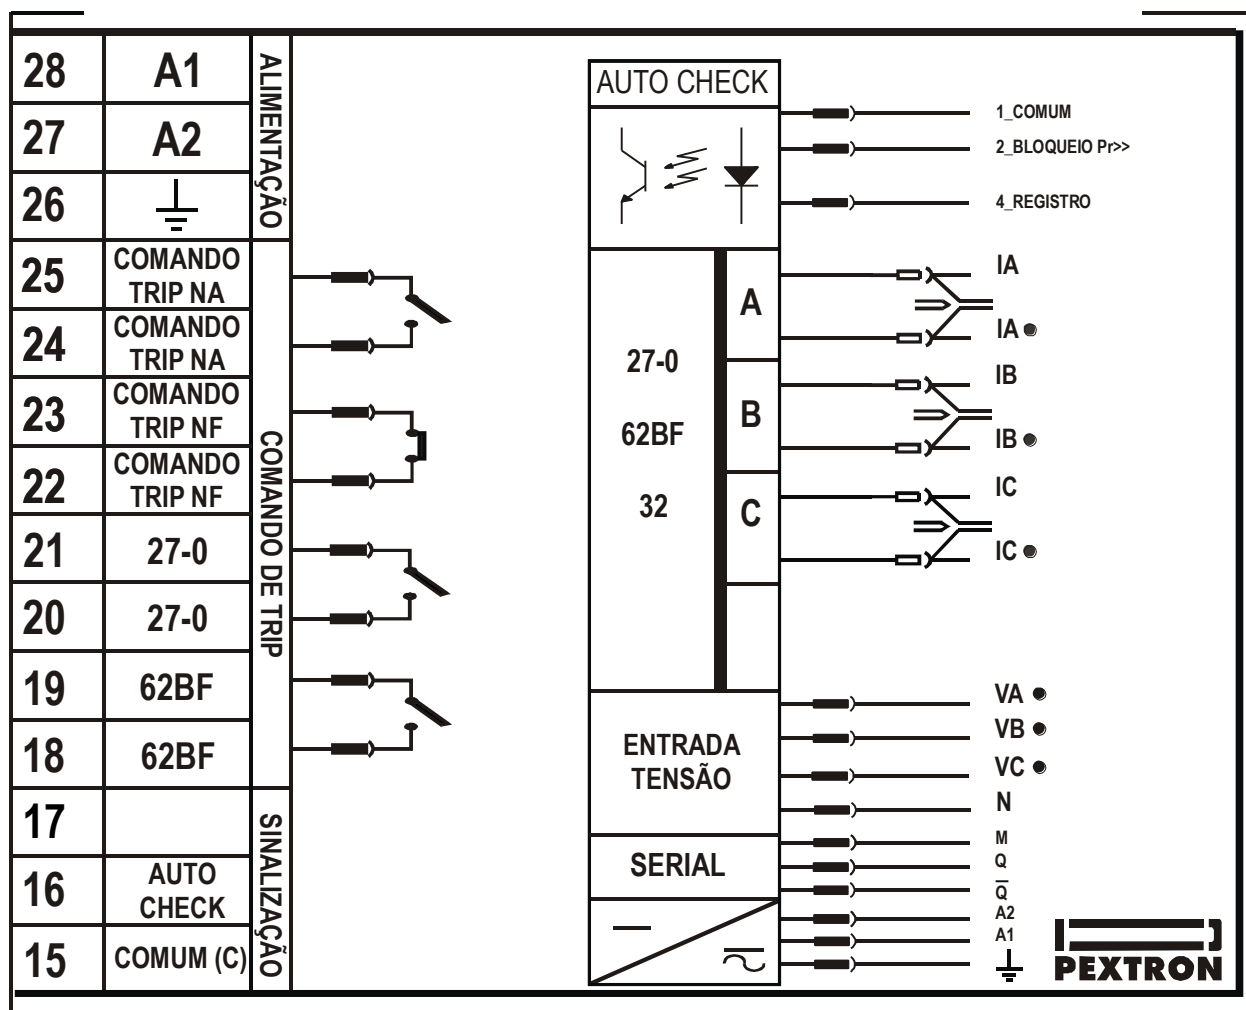 28 A1
27 A2
26
ALIMENTAÇÃO
25 COMANDO
TRIP NA
24 COMANDO
TRIP NA
23 COMANDO
TRIP NF
22 COMANDO
TRIP NF
21 27-0
20 27-0
19 62BF
18 62BF
COMANDO DE TRIP
17
16 AUTO
CHECK
15 COMUM (C)
SINALIZAÇÃO
AUTO CHECK
27-0
62BF
32
A
B
C
ENTRADA
TENSÃO
SERIAL
1_COMUM
2_BLOQUEIO Pr>>
4_REGISTRO
IA
IA ●
IB
IB ●
IC
IC ●
VA ●
VB ●
VC ●
N
M
Q
Q̅
A2
A1
PEXTRON